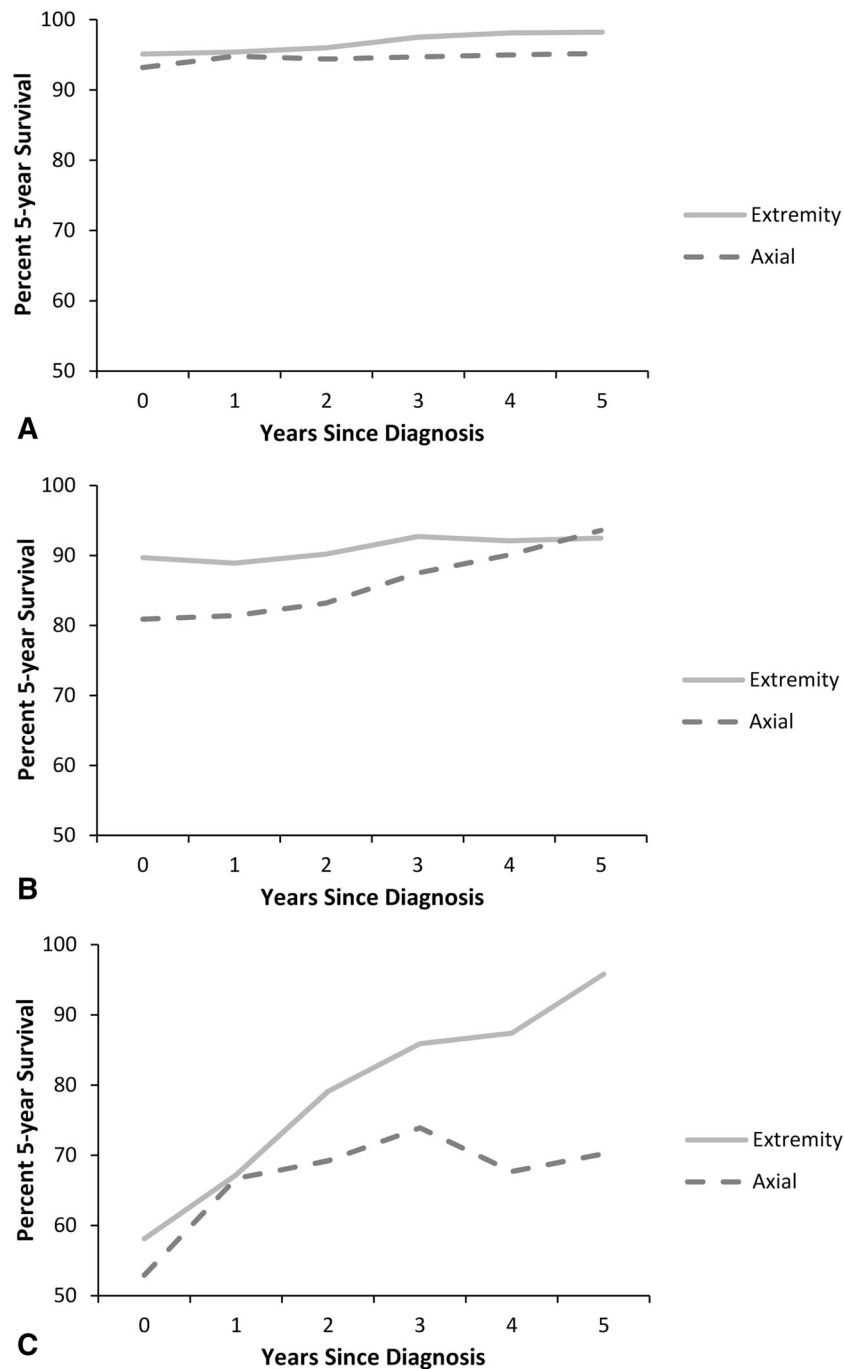 100
90
80
70
60
50
Percent 5-year Survival
0 1 2 3 4 5
Years Since Diagnosis
Extremity
Axial
A
100
90
80
70
60
50
Percent 5-year Survival
0 1 2 3 4 5
Years Since Diagnosis
Extremity
Axial
B
100
90
80
70
60
50
Percent 5-year Survival
0 1 2 3 4 5
Years Since Diagnosis
Extremity
Axial
C